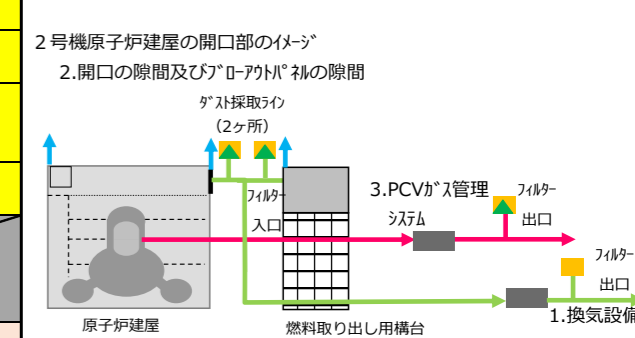 2号機原子炉建屋の開口部のイメージ
2.開口の隙間及びブローアウトパネルの隙間
ダスト採取ライン
(2ヶ所)
フィルター
入口
3.PCVガス管理
システム
フィルター
出口
フィルター
出口
1.換気設備
原子炉建屋
燃料取り出し用構台